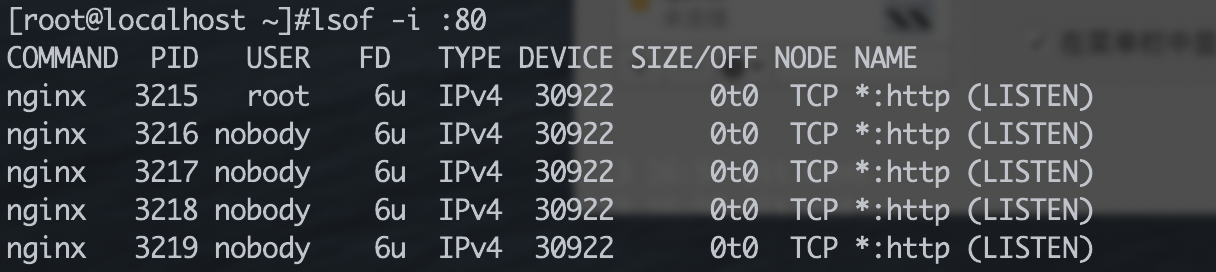 [root@localhost ~]#lsof -i :80
COMMAND  PID   USER   FD   TYPE DEVICE SIZE/OFF NODE NAME
nginx   3215   root    6u  IPv4  30922      0t0  TCP *:http (LISTEN)
nginx   3216 nobody    6u  IPv4  30922      0t0  TCP *:http (LISTEN)
nginx   3217 nobody    6u  IPv4  30922      0t0  TCP *:http (LISTEN)
nginx   3218 nobody    6u  IPv4  30922      0t0  TCP *:http (LISTEN)
nginx   3219 nobody    6u  IPv4  30922      0t0  TCP *:http (LISTEN)